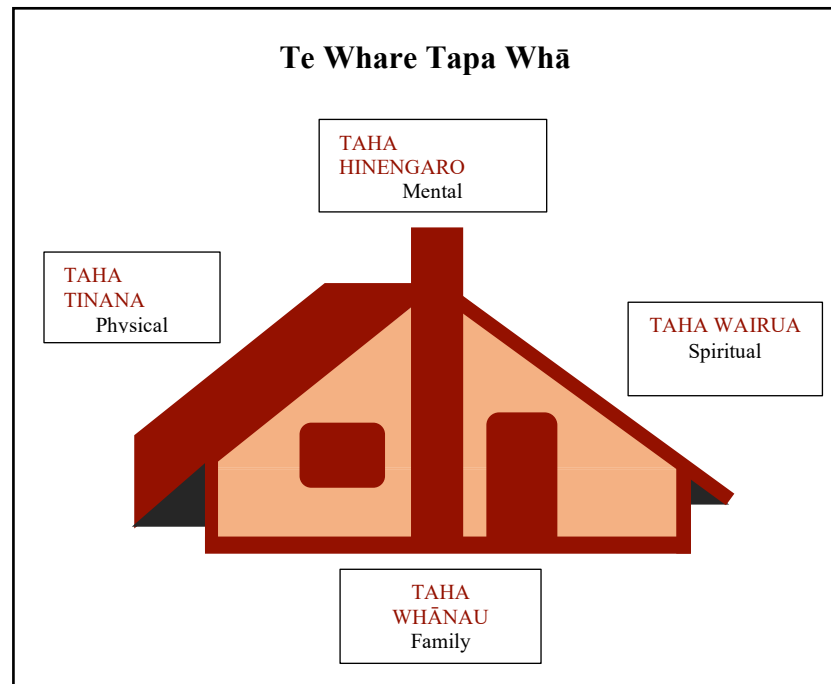 Te Whare Tapa Whā
TAHA
HINENGARO
Mental
TAHA
TINANA
Physical
TAHA WAIRUA
Spiritual
TAHA
WHĀNAU
Family